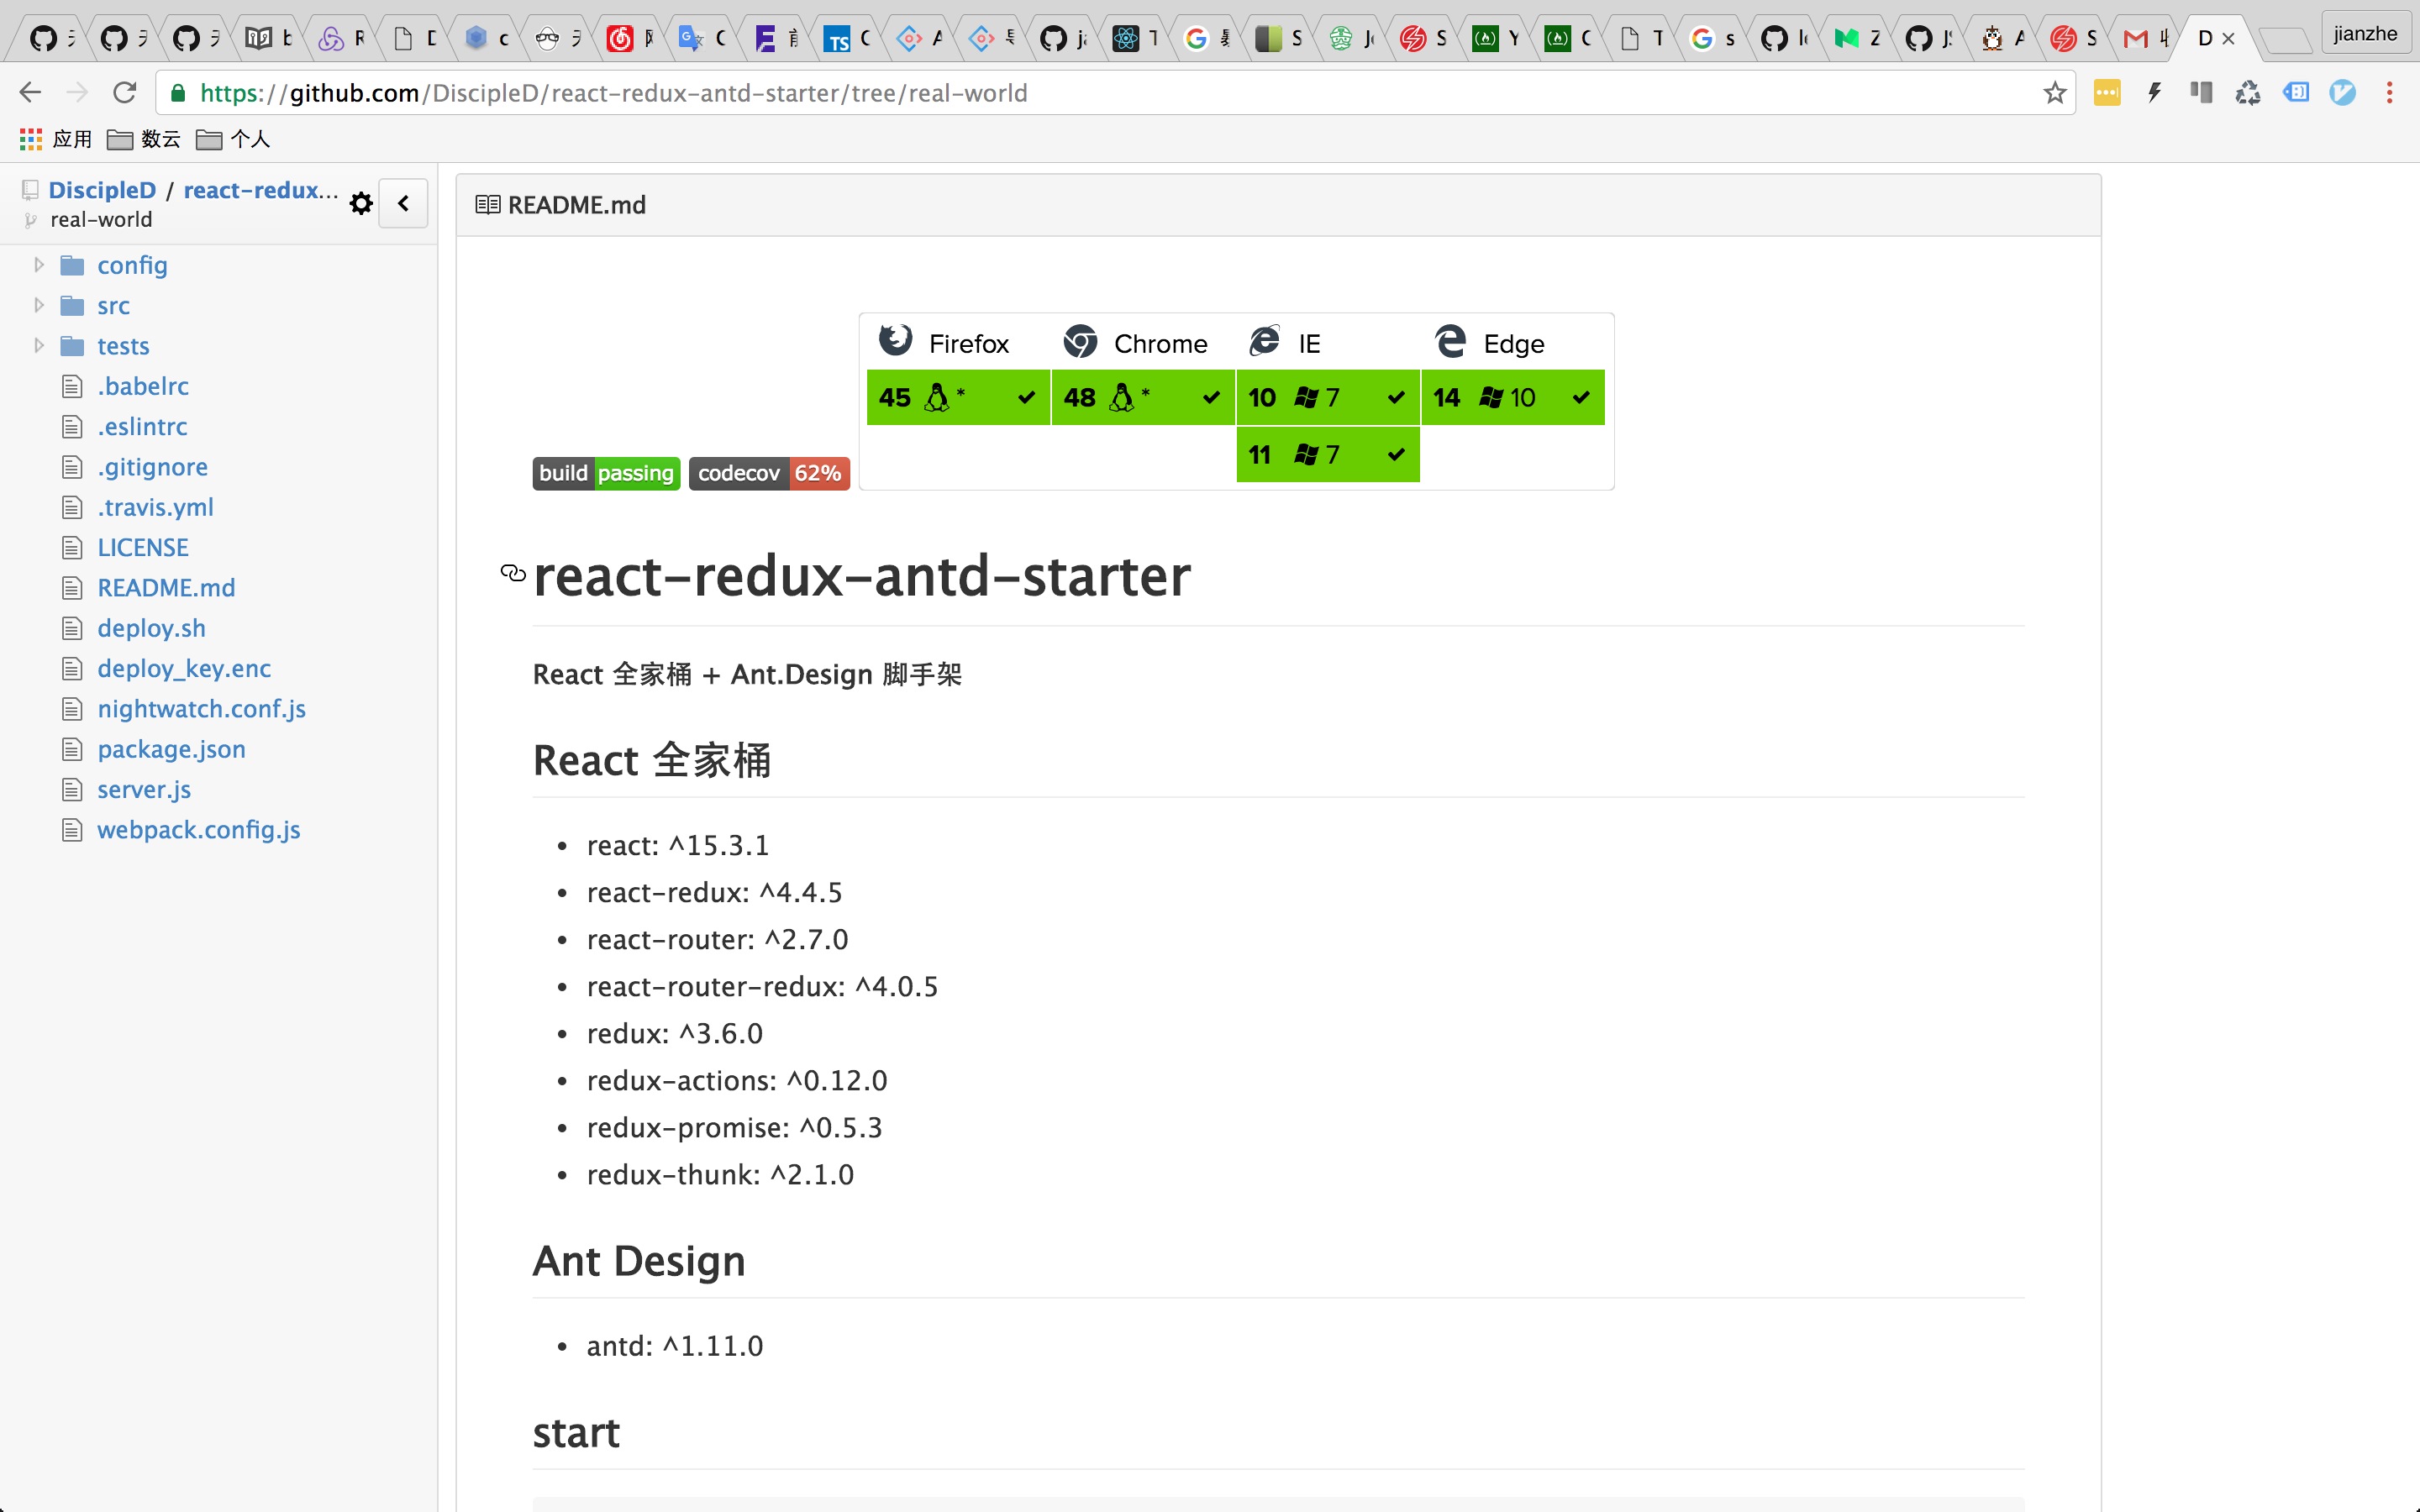 jianzhe
https://github.com/DiscipleD/react-redux-antd-starter/tree/real-world
应用 数云 个人
DiscipleD / react-redux...
real-world
config
src
tests
.babelrc
.eslintrc
.gitignore
.travis.yml
LICENSE
README.md
deploy.sh
deploy_key.enc
nightwatch.conf.js
package.json
server.js
webpack.config.js
README.md
Firefox Chrome IE Edge
45 * 48 * 10 7 14 10
11 7
build passing codecov 62%
react-redux-antd-starter
React 全家桶 + Ant.Design 脚手架
React 全家桶
• react: ^15.3.1
• react-redux: ^4.4.5
• react-router: ^2.7.0
• react-router-redux: ^4.0.5
• redux: ^3.6.0
• redux-actions: ^0.12.0
• redux-promise: ^0.5.3
• redux-thunk: ^2.1.0
Ant Design
• antd: ^1.11.0
start